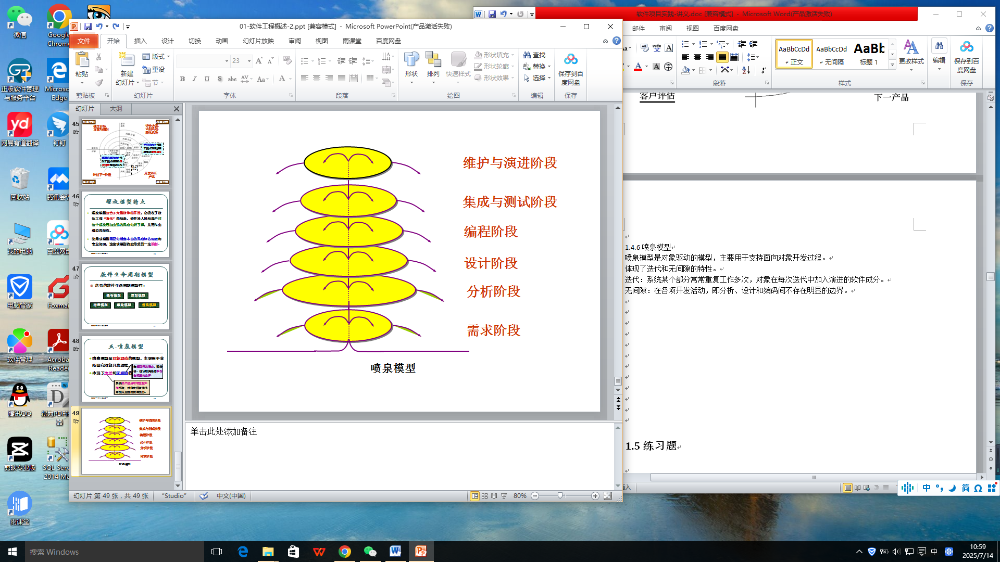 01-软件工程概述-2.ppt [兼容模式] - Microsoft PowerPoint(产品激活失败)
文件 开始 插入 设计 切换 动画 幻灯片放映 审阅 视图 雨课堂 百度网盘
粘贴
剪贴板
新建
幻灯片
版式
重设
节
幻灯片
23
字体
段落
形状
排列
快速样式
形状填充
形状轮廓
形状效果
绘图
查找
替换
选择
编辑
保存到百
度网盘
保存
幻灯片 大纲
45
46
螺旋模型特点
47
软件生命周期模型
常见的软件生命周期模型有:
48
五.喷泉模型
喷泉模型是对象驱动的模型,主要用于支
持面向对象开发过程。
49
维护与演进阶段
集成与测试阶段
编程阶段
设计阶段
分析阶段
需求阶段
喷泉模型
单击此处添加备注
幻灯片 第 49 张,共 49 张 "Studio" 中文(中国) 80%
软件项目实践-讲义.doc [兼容模式] - Microsoft Word(产品激活失败)
邮件 审阅 视图 百度网盘
段落
AaBbCcDd AaBbCcDd AaBb
正文 无间隔 标题 1
更改样式
样式
编辑
保存到百
度网盘
保存
客户评估 下一产品
1.4.6 喷泉模型
喷泉模型是对象驱动的模型,主要用于支持面向对象开发过程。
体现了迭代和无间隙的特性。
迭代:系统某个部分常常重复工作多次,对象在每次迭代中加入演进的软件成分。
无间隙:在各项开发活动,即分析、设计和编码间不存在明显的边界。
1.5 练习题
插入
中 简
微信
Google
Chrome
正版软件管理
与服务平台
Microsoft
Edge
网易有道翻译
钉钉
回收站
腾讯会议
我的电脑
百度网盘
电脑管家
Foxmail
软件管理
Acrobat
Reader
腾讯QQ
得力PDF转
器
剪映专业版
SQL Serv
2014 Ma
雨课堂
搜索 Windows
中
10:59
2025/7/14